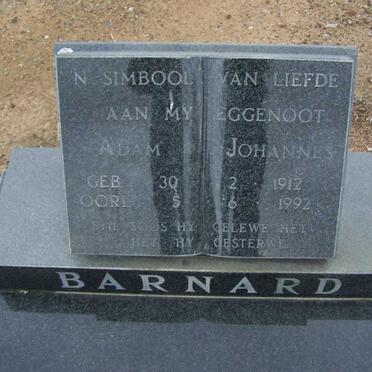 'N SIMBOOL VAN LIEFDE
AAN MY EGGENOOT
ADAM JOHANNES
GEB. 30 2 1912
OORL. 5 6 1992
STIL SOOS HY GELEWE HET
HET HY GESTERWE
BARNARD